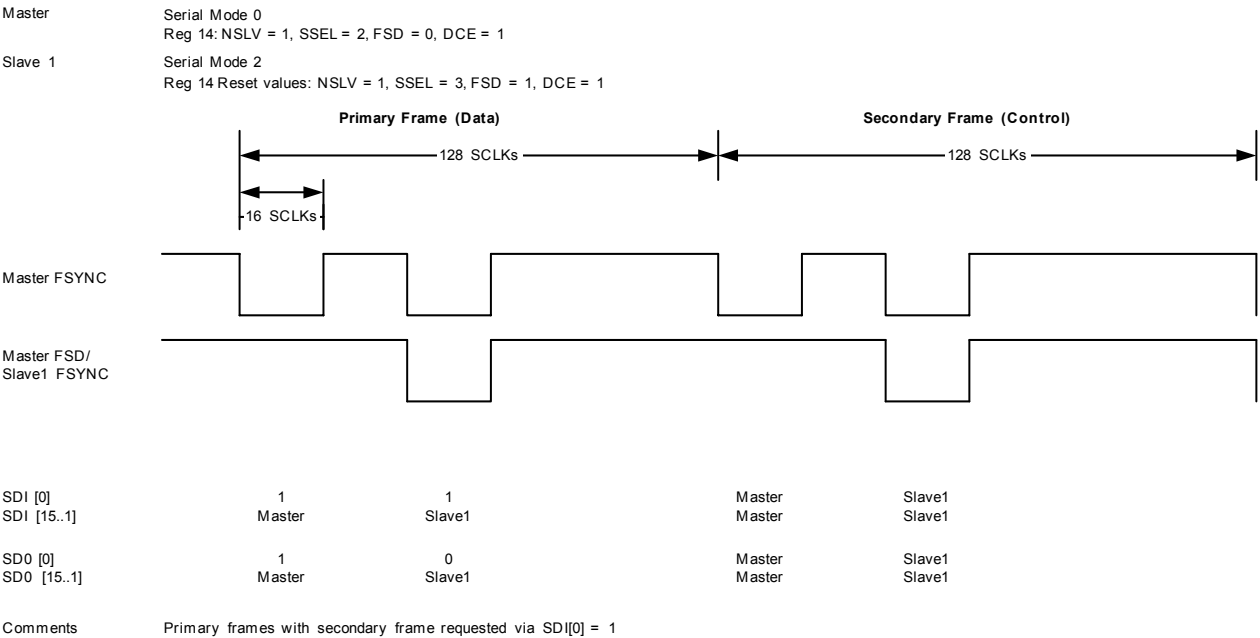 Master Serial Mode 0
Reg 14: NSLV = 1, SSEL = 2, FSD = 0, DCE = 1
Slave 1 Serial Mode 2
Reg 14 Reset values: NSLV = 1, SSEL = 3, FSD = 1, DCE = 1
Primary Frame (Data) Secondary Frame (Control)
128 SCLKs 128 SCLKs
16 SCLKs
Master FSYNC
Master FSD/
Slave1 FSYNC
SDI [0] 1 1 Master Slave1
SDI [15..1] Master Slave1 Master Slave1
SD0 [0] 1 0 Master Slave1
SD0 [15..1] Master Slave1 Master Slave1
Comments Primary frames with secondary frame requested via SDI[0] = 1